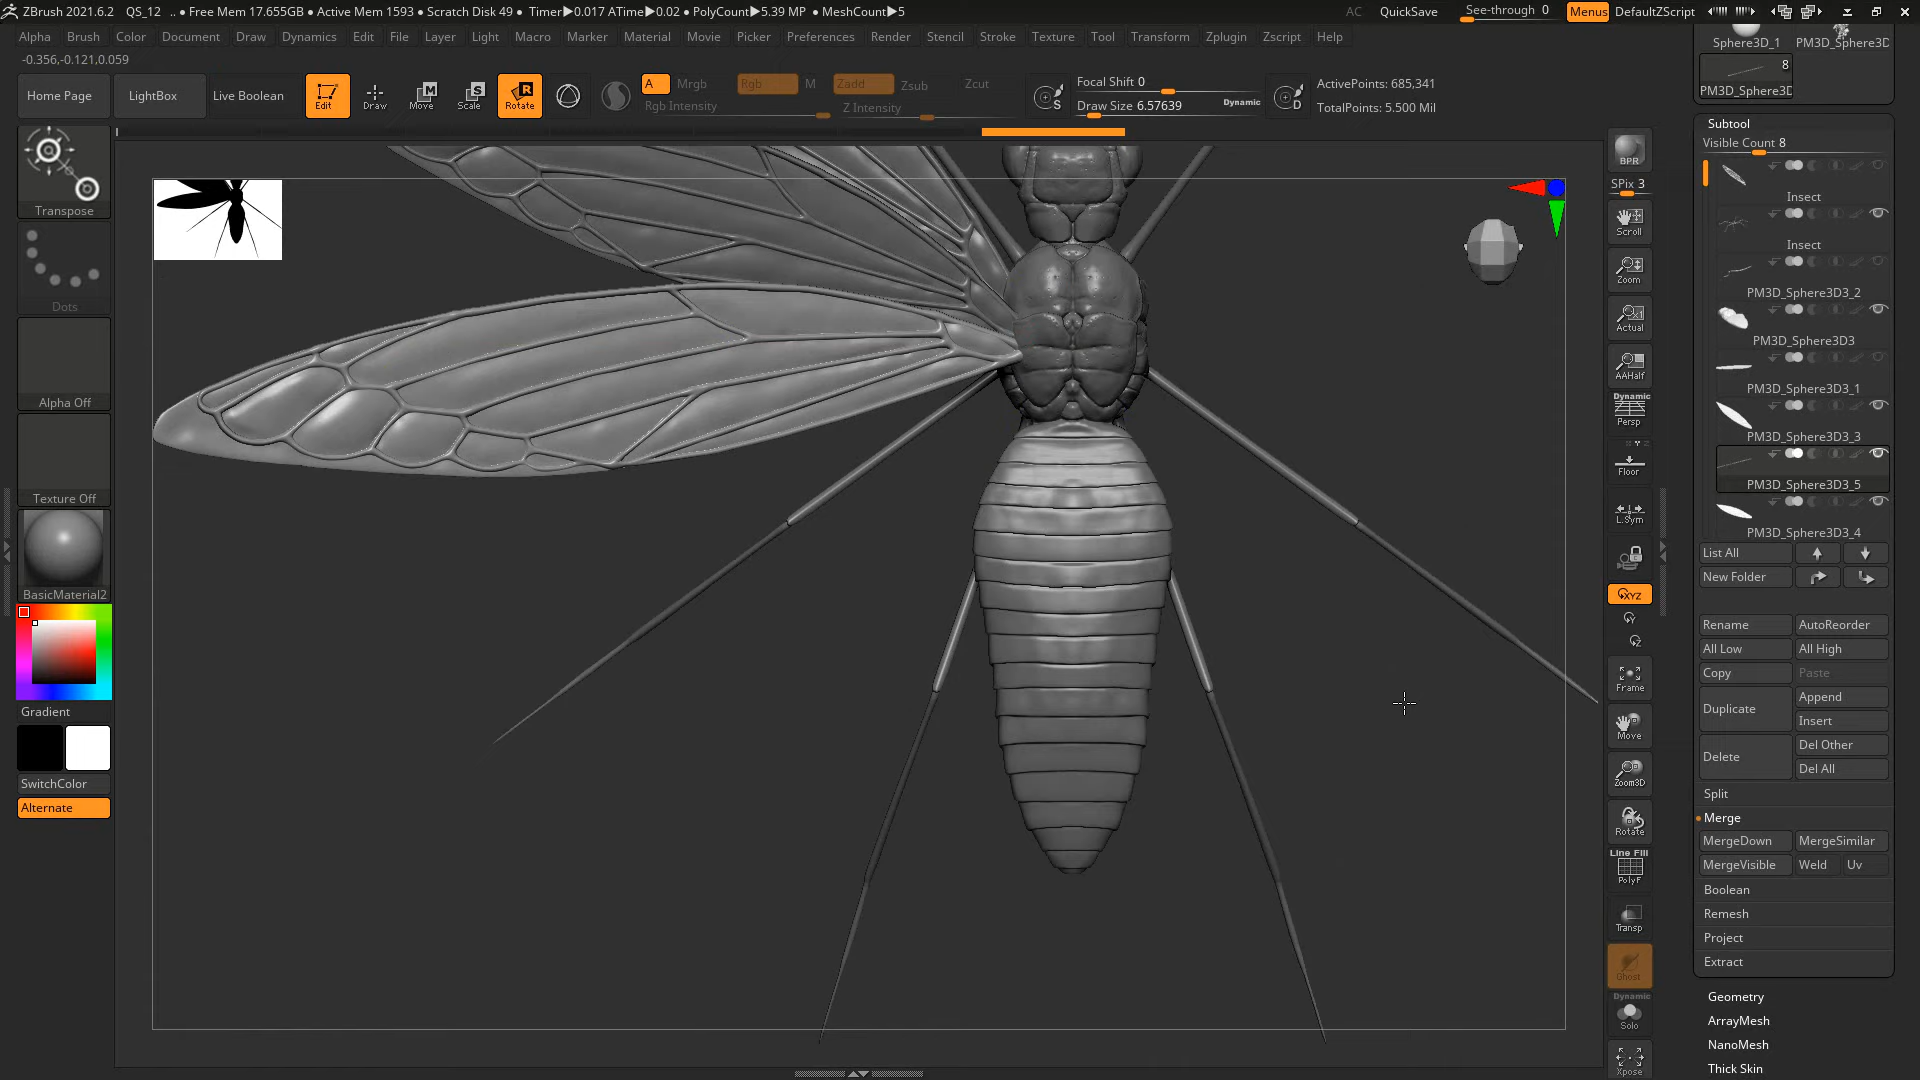 ZBrush 2021.6.2 QS_12 .. • Free Mem 17.655GB • Active Mem 1593 • Scratch Disk 49 • Timer▶0.017 ATime▶0.02 • PolyCount▶5.39 MP • MeshCount▶5 AC QuickSave See-through 0 Menus DefaultZScript
Alpha Brush Color Document Draw Dynamics Edit File Layer Light Macro Marker Material Movie Picker Preferences Render Stencil Stroke Texture Tool Transform Zplugin Zscript Help
-0.356,-0.121,0.059
Home Page LightBox Live Boolean Edit Draw Move Scale Rotate A Mrgb Rgb M Zadd Zsub Zcut
Rgb Intensity Z Intensity
Focal Shift 0
Draw Size 6.57639 Dynamic
S D
ActivePoints: 685,341
TotalPoints: 5.500 Mil
Transpose
Dots
Alpha Off
Texture Off
BasicMaterial2
Gradient
SwitchColor
Alternate
BPR
SPix 3
Scroll
Zoom
Actual
AAHalf
Dynamic
Persp
Floor
L.Sym
XYZ
Frame
Move
Zoom3D
Rotate
Line Fill
PolyF
Transp
Ghost
Dynamic
Solo
Xpose
Sphere3D_1 PM3D_Sphere3D
8
PM3D_Sphere3D
Subtool
Visible Count 8
Insect
Insect
PM3D_Sphere3D3_2
PM3D_Sphere3D3
PM3D_Sphere3D3_1
PM3D_Sphere3D3_3
PM3D_Sphere3D3_5
PM3D_Sphere3D3_4
List All
New Folder
Rename AutoReorder
All Low All High
Copy Paste
Duplicate Append
Insert
Delete Del Other
Del All
Split
Merge
MergeDown MergeSimilar
MergeVisible Weld Uv
Boolean
Remesh
Project
Extract
Geometry
ArrayMesh
NanoMesh
Thick Skin